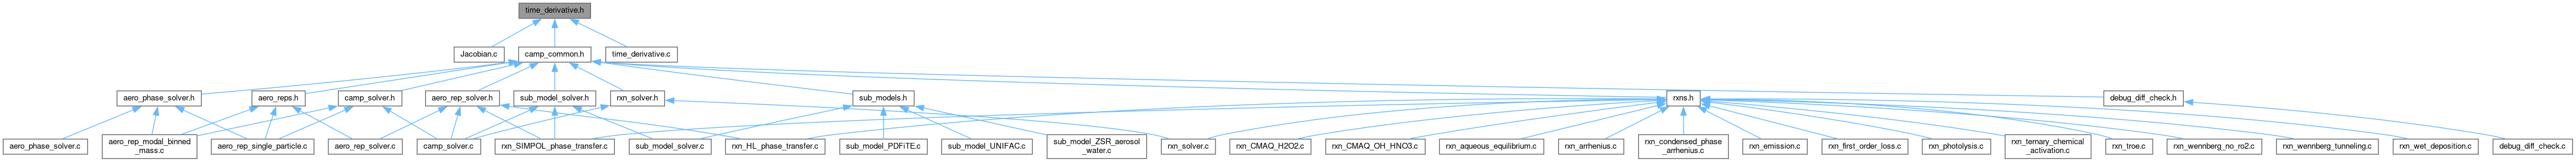 time_derivative.h
Jacobian.c
camp_common.h
time_derivative.c
aero_phase_solver.h
aero_reps.h
camp_solver.h
aero_rep_solver.h
sub_model_solver.h
rxn_solver.h
sub_models.h
rxns.h
debug_diff_check.h
aero_phase_solver.c
aero_rep_modal_binned
_mass.c
aero_rep_single_particle.c
aero_rep_solver.c
camp_solver.c
rxn_SIMPOL_phase_transfer.c
sub_model_solver.c
rxn_HL_phase_transfer.c
sub_model_PDFiTE.c
sub_model_UNIFAC.c
sub_model_ZSR_aerosol
_water.c
rxn_solver.c
rxn_CMAQ_H2O2.c
rxn_CMAQ_OH_HNO3.c
rxn_aqueous_equilibrium.c
rxn_arrhenius.c
rxn_condensed_phase
_arrhenius.c
rxn_emission.c
rxn_first_order_loss.c
rxn_photolysis.c
rxn_ternary_chemical
_activation.c
rxn_troe.c
rxn_wennberg_no_ro2.c
rxn_wennberg_tunneling.c
rxn_wet_deposition.c
debug_diff_check.c